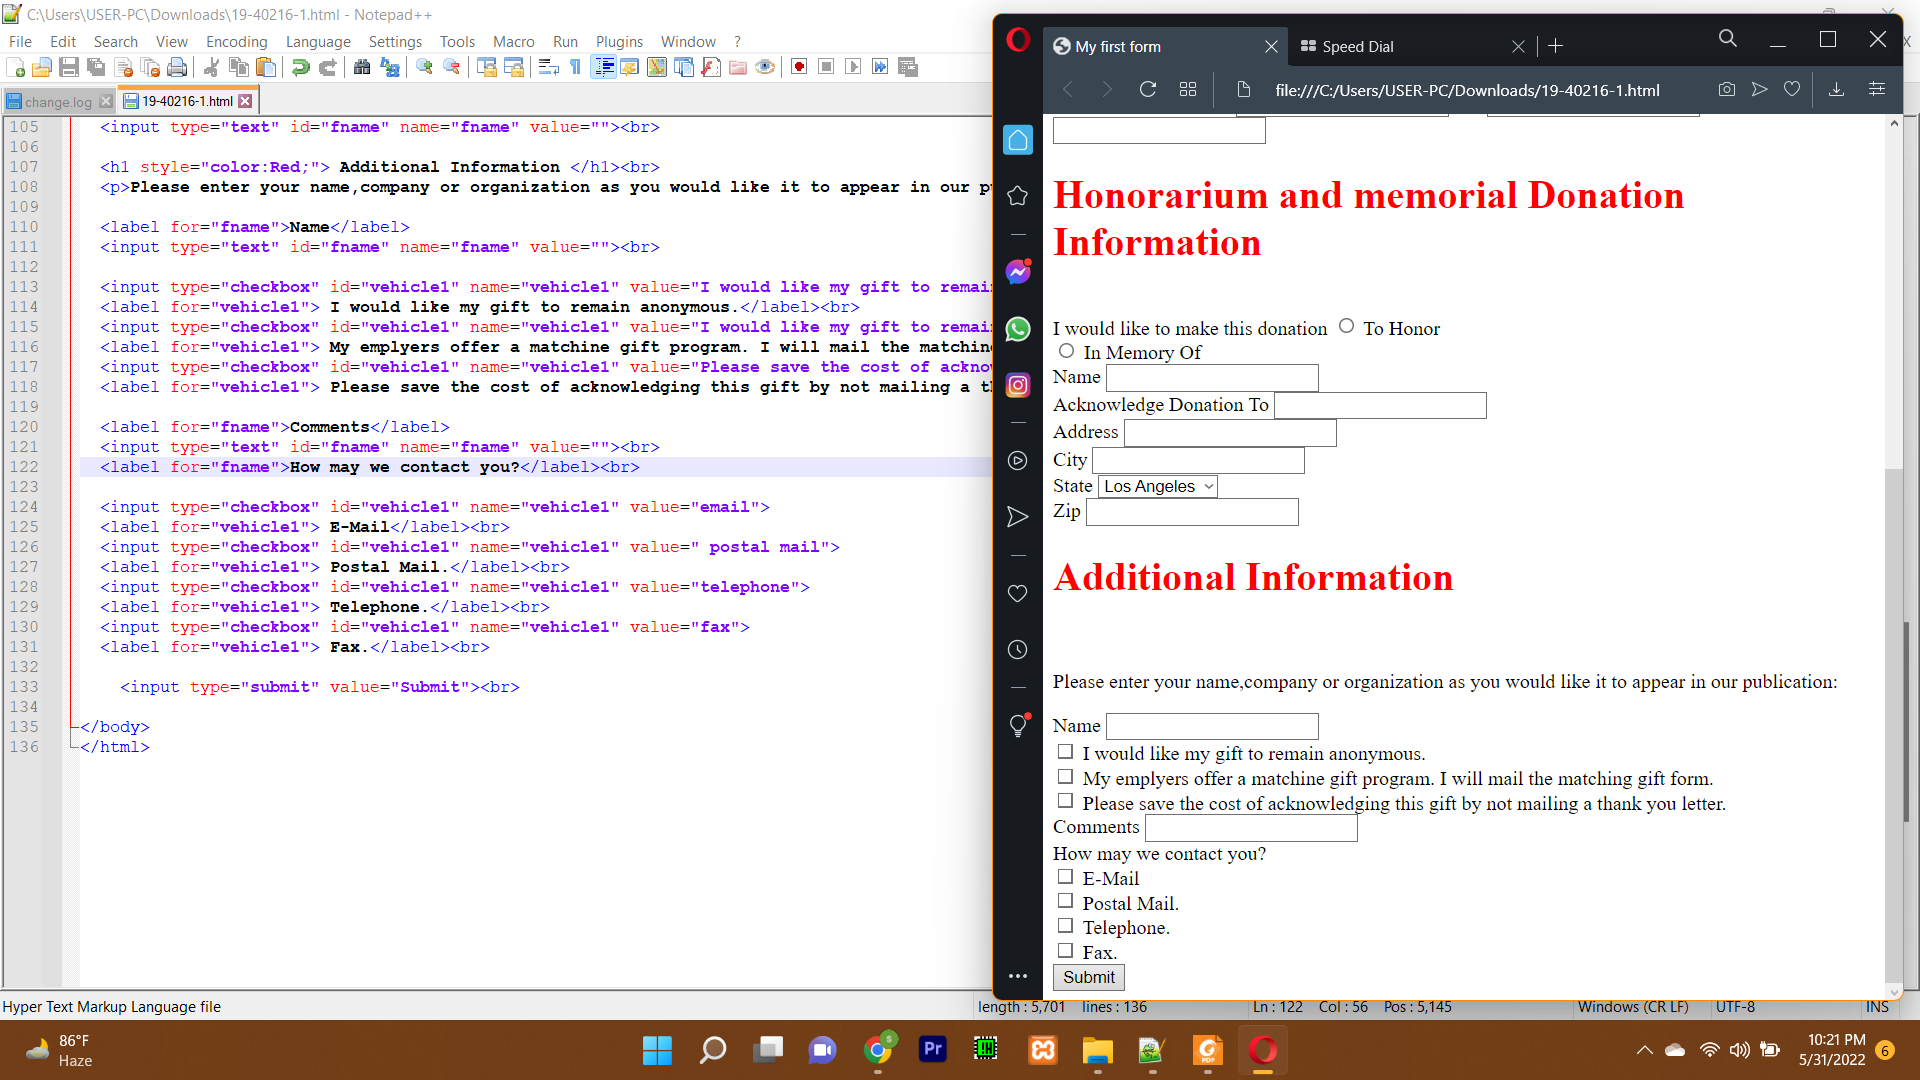 C:\Users\USER-PC\Downloads\19-40216-1.html - Notepad++
File Edit Search View Encoding Language Settings Tools Macro Run Plugins Window ?
change.log 19-40216-1.html
105 <input type="text" id="fname" name="fname" value=""><br>
106
107 <h1 style="color:Red;"> Additional Information </h1><br>
108 <p>Please enter your name,company or organization as you would like it to appear in our
109
110 <label for="fname">Name</label>
111 <input type="text" id="fname" name="fname" value=""><br>
112
113 <input type="checkbox" id="vehicle1" name="vehicle1" value="I would like my gift to
114 <label for="vehicle1"> I would like my gift to remain anonymous.</label><br>
115 <input type="checkbox" id="vehicle1" name="vehicle1" value="I would like my gift to
116 <label for="vehicle1"> My emplyers offer a matchine gift program. I will mail the
117 <input type="checkbox" id="vehicle1" name="vehicle1" value="Please save the cost of
118 <label for="vehicle1"> Please save the cost of acknowledging this gift by not mailing a
119
120 <label for="fname">Comments</label>
121 <input type="text" id="fname" name="fname" value=""><br>
122 <label for="fname">How may we contact you?</label><br>
123
124 <input type="checkbox" id="vehicle1" name="vehicle1" value="email">
125 <label for="vehicle1"> E-Mail</label><br>
126 <input type="checkbox" id="vehicle1" name="vehicle1" value=" postal mail">
127 <label for="vehicle1"> Postal Mail.</label><br>
128 <input type="checkbox" id="vehicle1" name="vehicle1" value="telephone">
129 <label for="vehicle1"> Telephone.</label><br>
130 <input type="checkbox" id="vehicle1" name="vehicle1" value="fax">
131 <label for="vehicle1"> Fax.</label><br>
132
133 <input type="submit" value="Submit"><br>
134
135 </body>
136 </html>
My first form Speed Dial
file:///C:/Users/USER-PC/Downloads/19-40216-1.html
Honorarium and memorial Donation
Information
I would like to make this donation To Honor
In Memory Of
Name
Acknowledge Donation To
Address
City
State Los Angeles
Zip
Additional Information
Please enter your name,company or organization as you would like it to appear in our publication:
Name
I would like my gift to remain anonymous.
My emplyers offer a matchine gift program. I will mail the matching gift form.
Please save the cost of acknowledging this gift by not mailing a thank you letter.
Comments
How may we contact you?
E-Mail
Postal Mail.
Telephone.
Fax.
Submit
Hyper Text Markup Language file length : 5,701 lines : 136 Ln : 122 Col : 56 Pos : 5,145 Windows (CR LF) UTF-8 INS
86°F
Haze
Pr
PDF
S
10:21 PM
5/31/2022
6